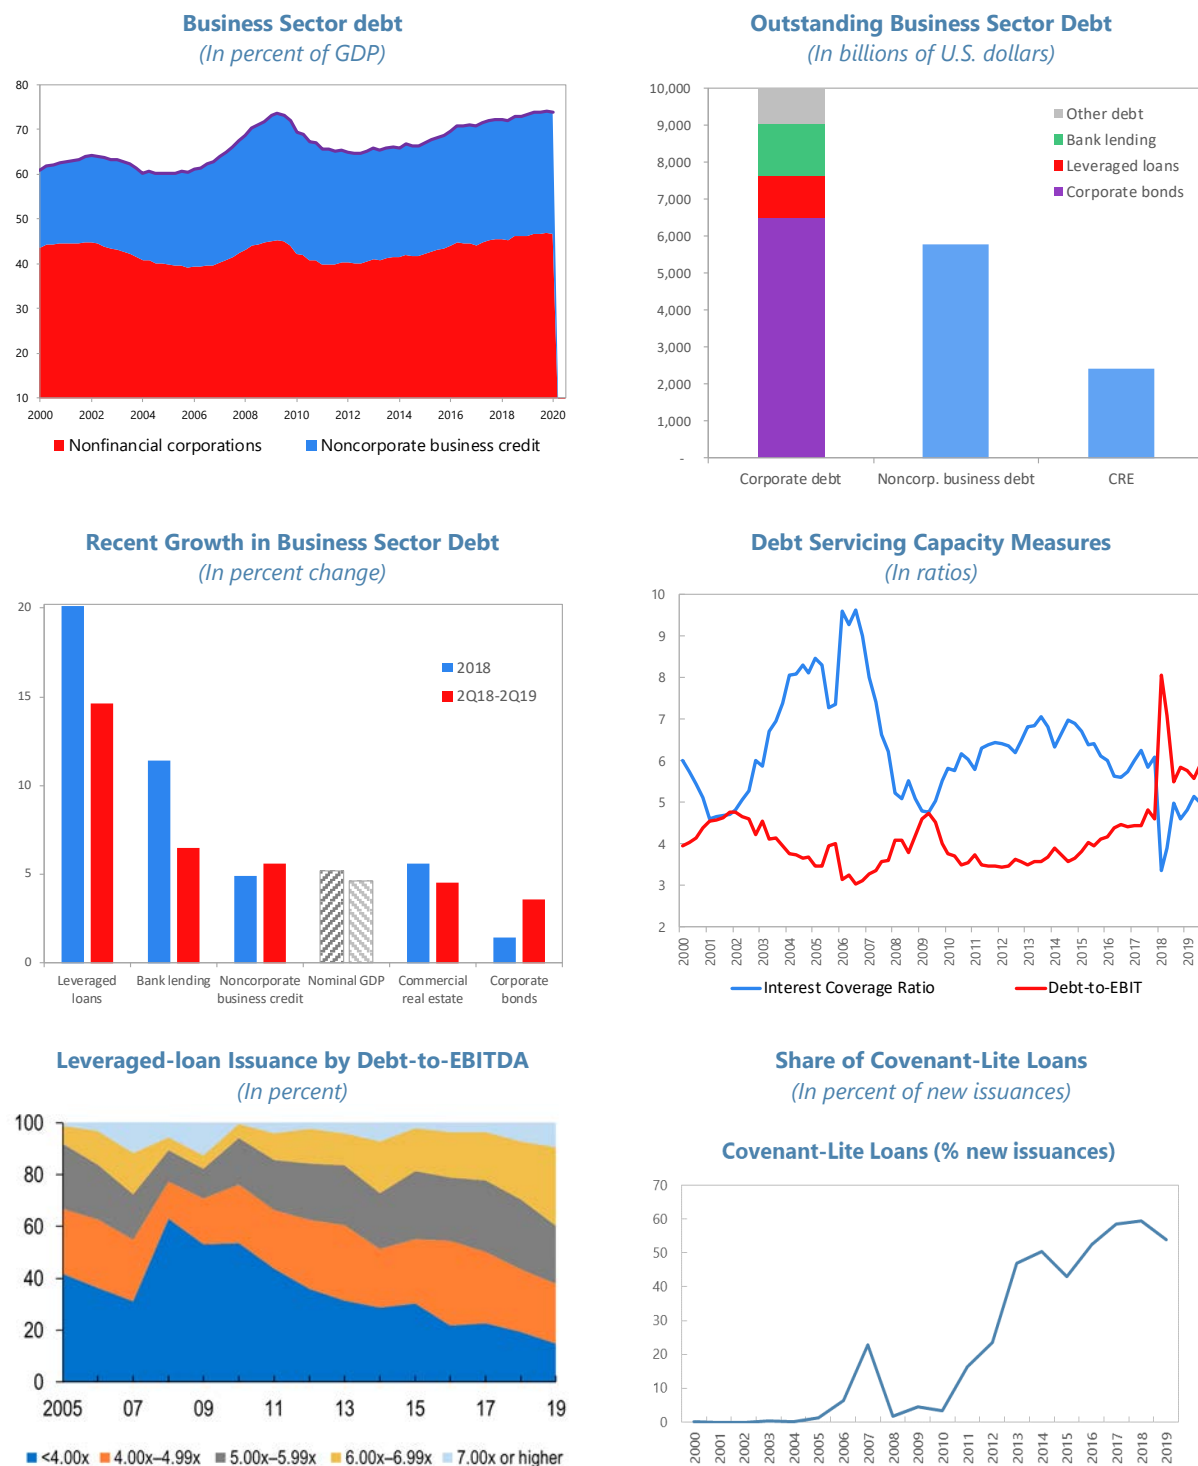 Business Sector debt
(In percent of GDP)
80
70
60
50
40
30
20
10
2000 2002 2004 2006 2008 2010 2012 2014 2016 2018 2020
Nonfinancial corporations Noncorporate business credit
Outstanding Business Sector Debt
(In billions of U.S. dollars)
10,000
9,000
8,000
7,000
6,000
5,000
4,000
3,000
2,000
1,000
-
Other debt
Bank lending
Leveraged loans
Corporate bonds
Corporate debt Noncorp. business debt CRE
Recent Growth in Business Sector Debt
(In percent change)
20
15
10
5
0
2018
2Q18-2Q19
Leveraged Bank lending Noncorporate Nominal GDP Commercial Corporate
loans business credit real estate bonds
Debt Servicing Capacity Measures
(In ratios)
10
9
8
7
6
5
4
3
2
2000 2001 2002 2003 2004 2005 2006 2007 2008 2009 2010 2011 2012 2013 2014 2015 2016 2017 2018 2019
Interest Coverage Ratio Debt-to-EBIT
Leveraged-loan Issuance by Debt-to-EBITDA
(In percent)
100
80
60
40
20
0
2005 07 09 11 13 15 17 19
<4.00x 4.00x–4.99x 5.00x–5.99x 6.00x–6.99x 7.00x or higher
Share of Covenant-Lite Loans
(In percent of new issuances)
Covenant-Lite Loans (% new issuances)
70
60
50
40
30
20
10
0
2000 2001 2002 2003 2004 2005 2006 2007 2008 2009 2010 2011 2012 2013 2014 2015 2016 2017 2018 2019